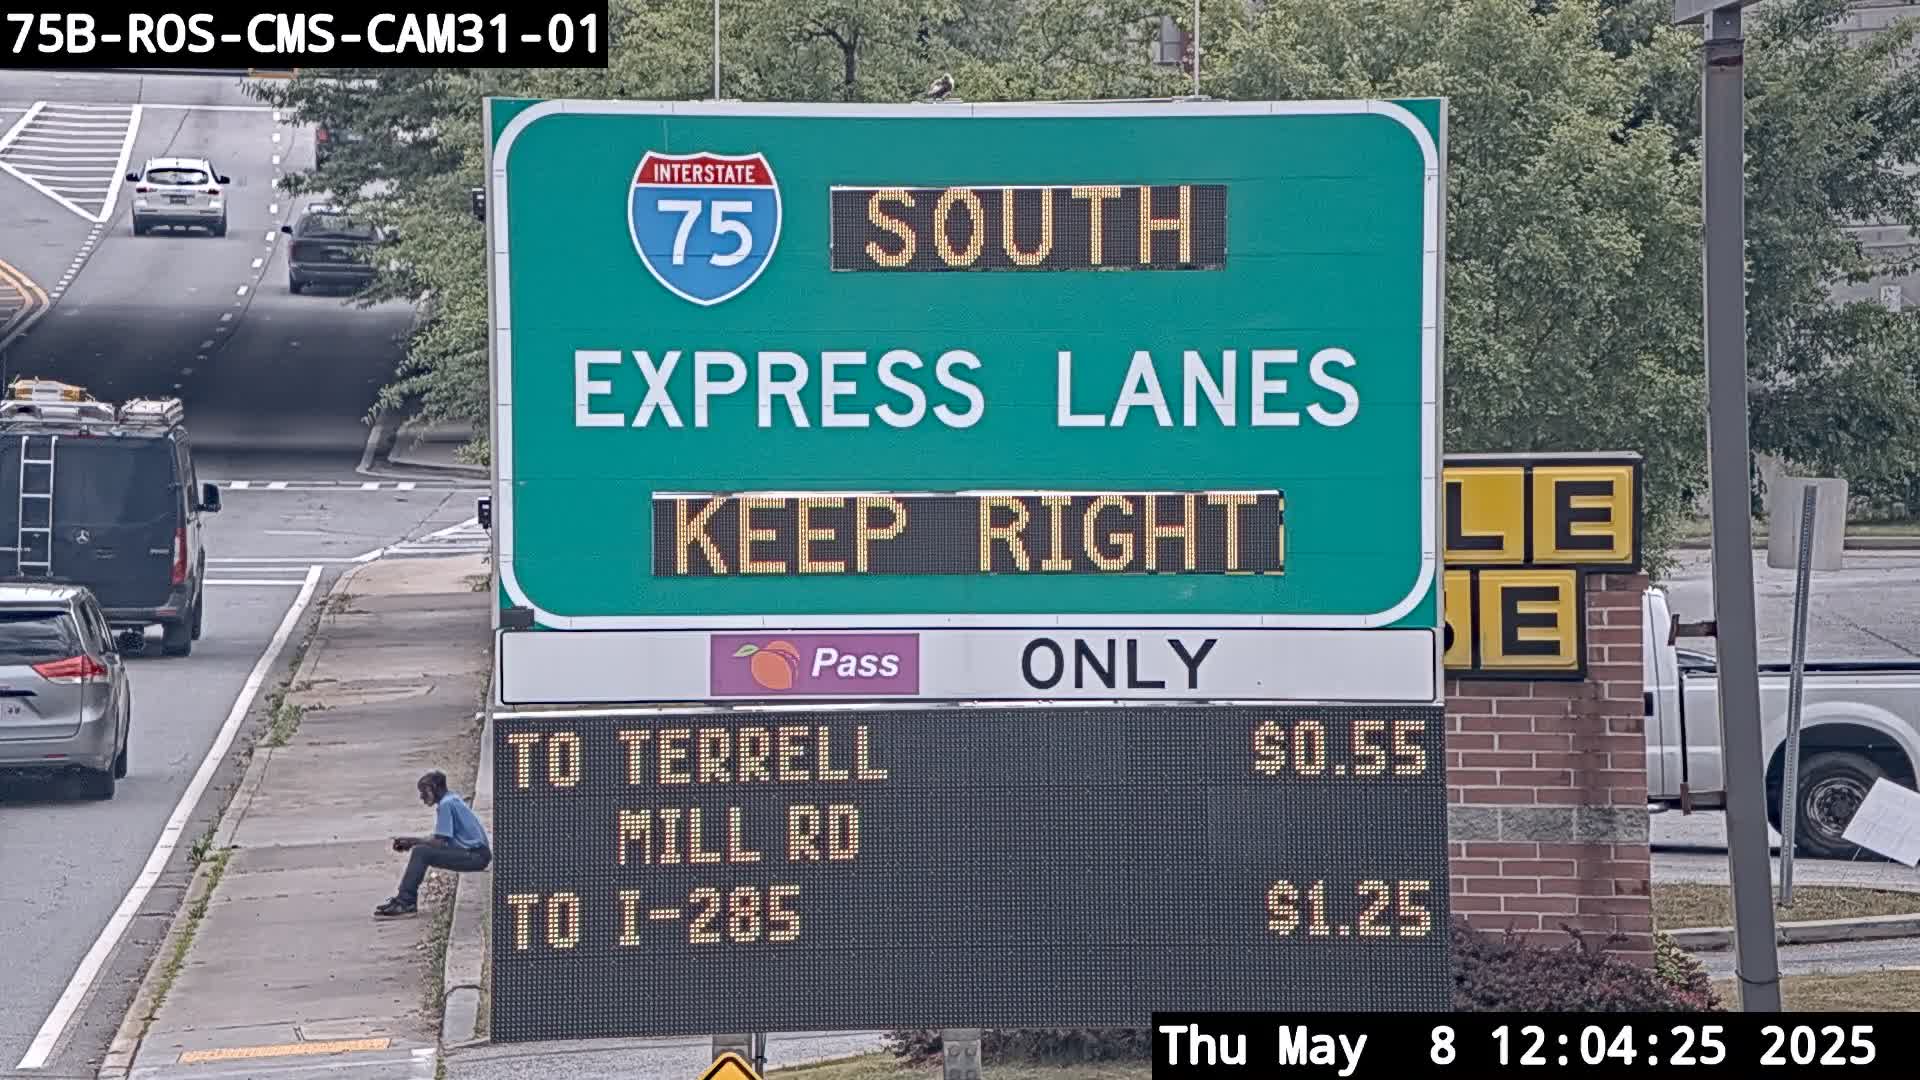 75B-ROS-CMS-CAM31-01
INTERSTATE
75
SOUTH
EXPRESS LANES
KEEP RIGHT
Pass ONLY
TO TERRELL $0.55
MILL RD
TO I-285 $1.25
LE
E
Thu May 8 12:04:25 2025